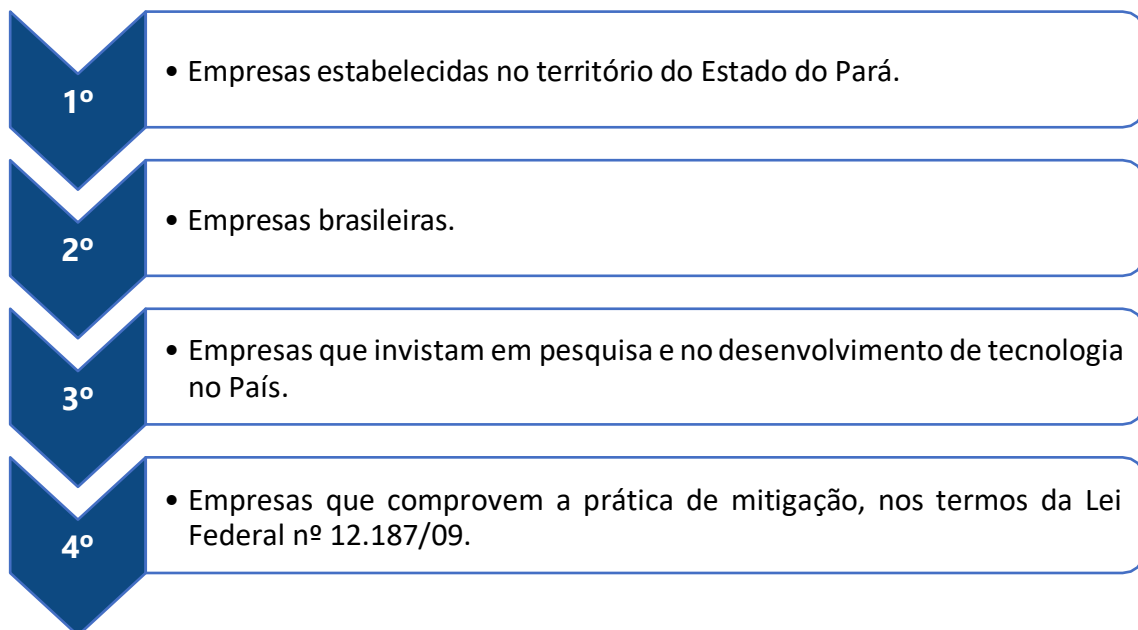 1º
• Empresas estabelecidas no território do Estado do Pará.
2º
• Empresas brasileiras.
3º
• Empresas que invistam em pesquisa e no desenvolvimento de tecnologia
no País.
4º
• Empresas que comprovem a prática de mitigação, nos termos da Lei
Federal nº 12.187/09.